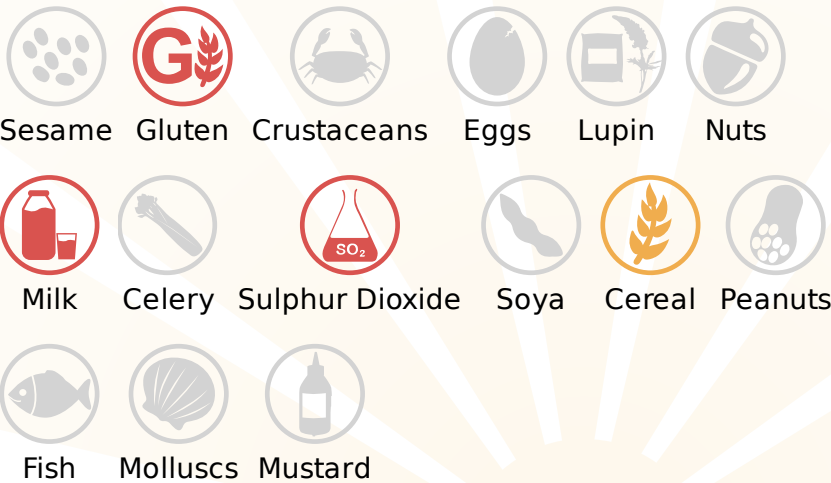 G
Sesame Gluten Crustaceans Eggs Lupin Nuts
SO₂
Milk Celery Sulphur Dioxide Soya Cereal Peanuts
Fish Molluscs Mustard